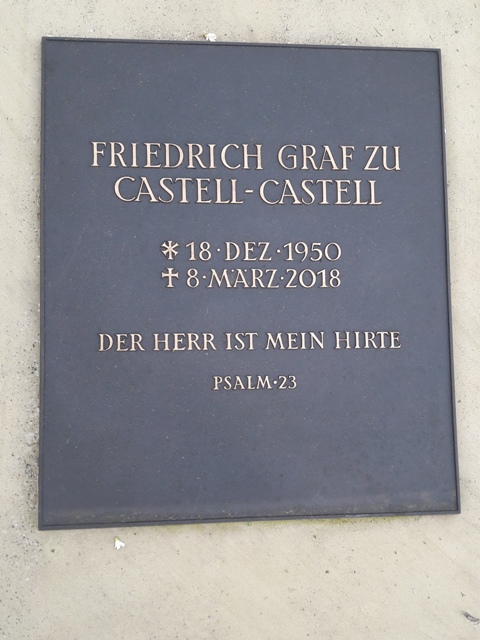 FRIEDRICH GRAF ZU
CASTELL-CASTELL
* 18·DEZ·1950
† 8·MÄRZ·2018
DER HERR IST MEIN HIRTE
PSALM·23